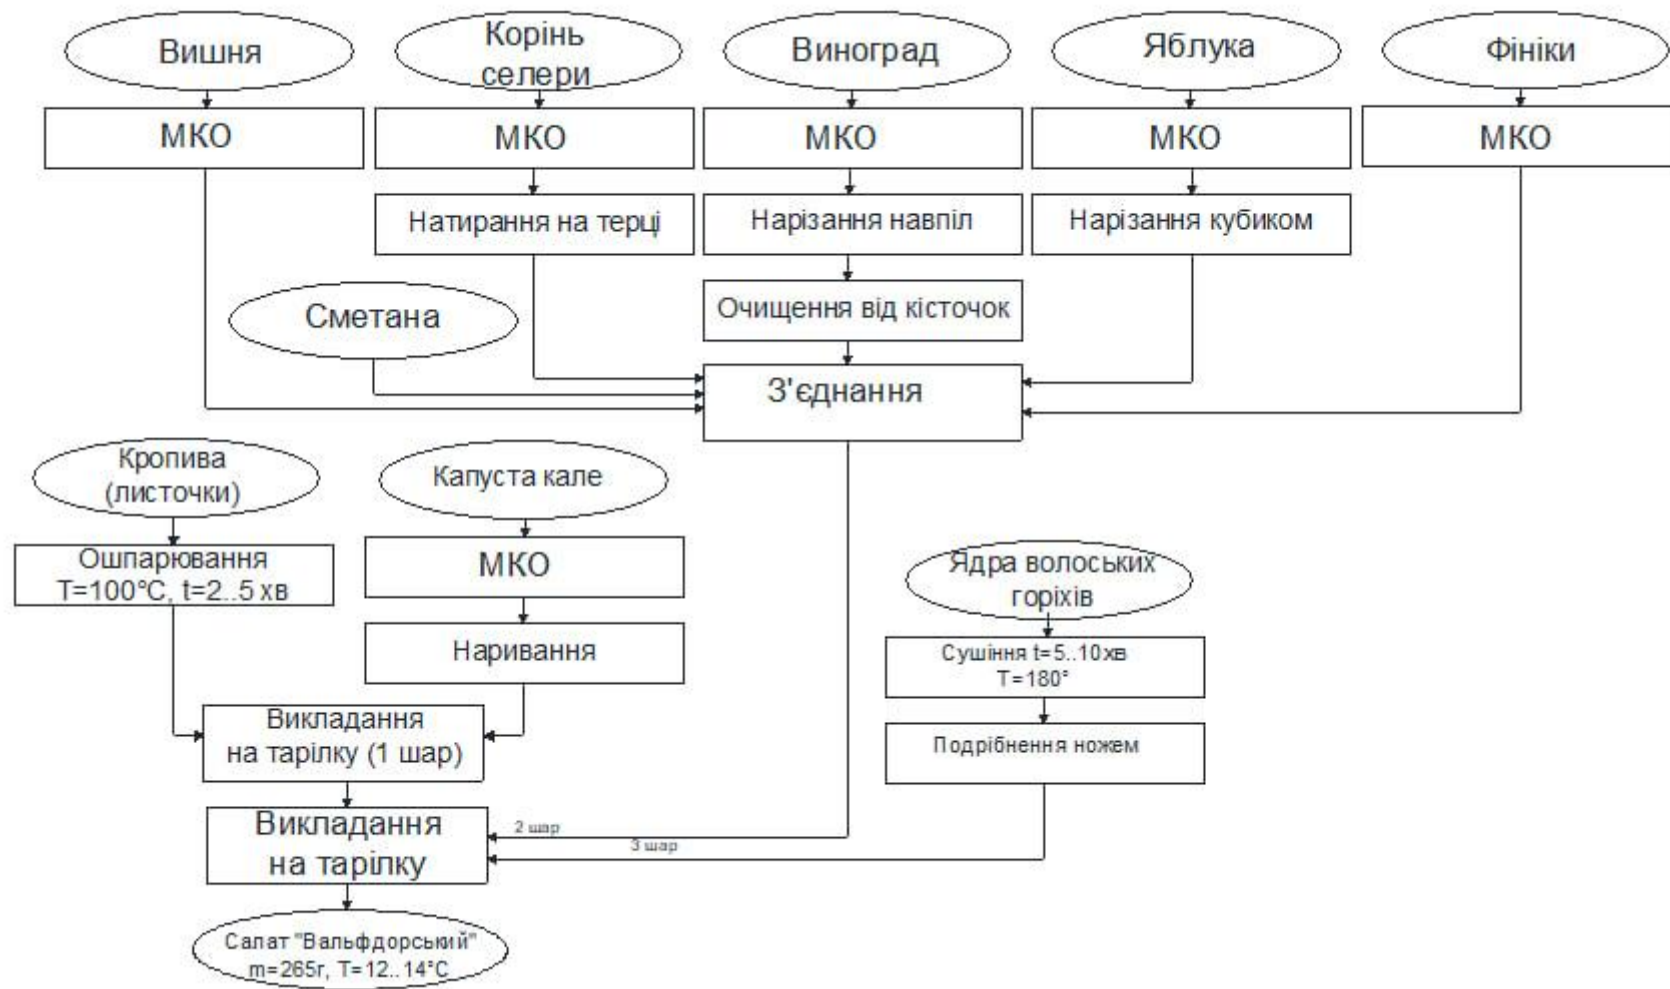 Вишня
Корінь
селери
Виноград
Яблука
Фініки
МКО
МКО
МКО
МКО
МКО
Натирання на терці
Нарізання навпіл
Нарізання кубиком
Сметана
Очищення від кісточок
З'єднання
Кропива
(листочки)
Капуста кале
Ошпарювання
Т=100°С, t=2..5 хв
МКО
Ядра волоських
горіхів
Наривання
Сушіння t=5..10хв
Т=180°
Викладання
на тарілку (1 шар)
Подрібнення ножем
Викладання
на тарілку
2 шар
3 шар
Салат "Вальфдорський"
m=265г, Т=12..14°С